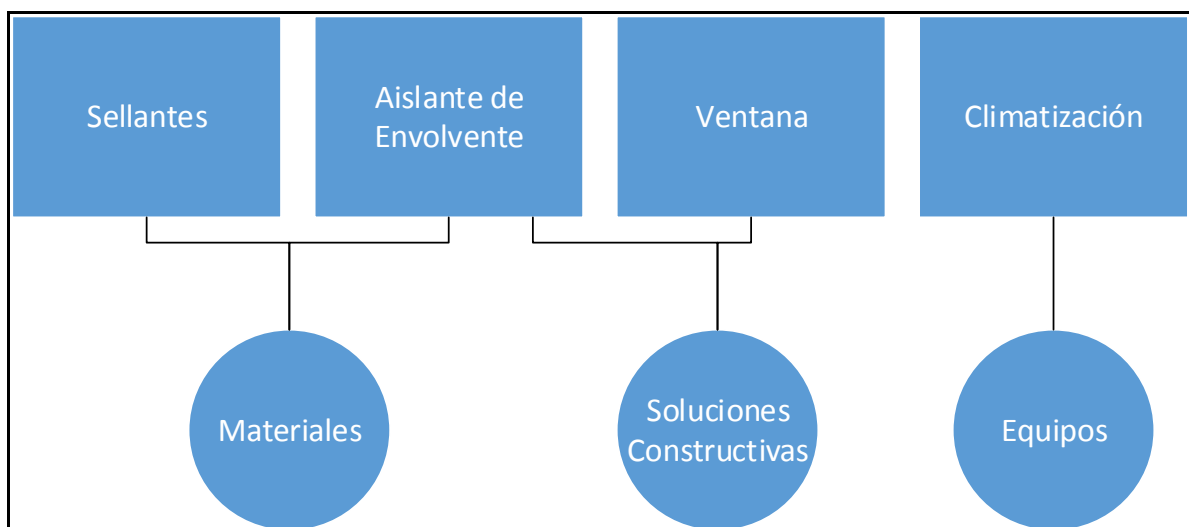 Sellantes
Aislante de
Envolvente
Ventana
Climatización
Materiales
Soluciones
Constructivas
Equipos